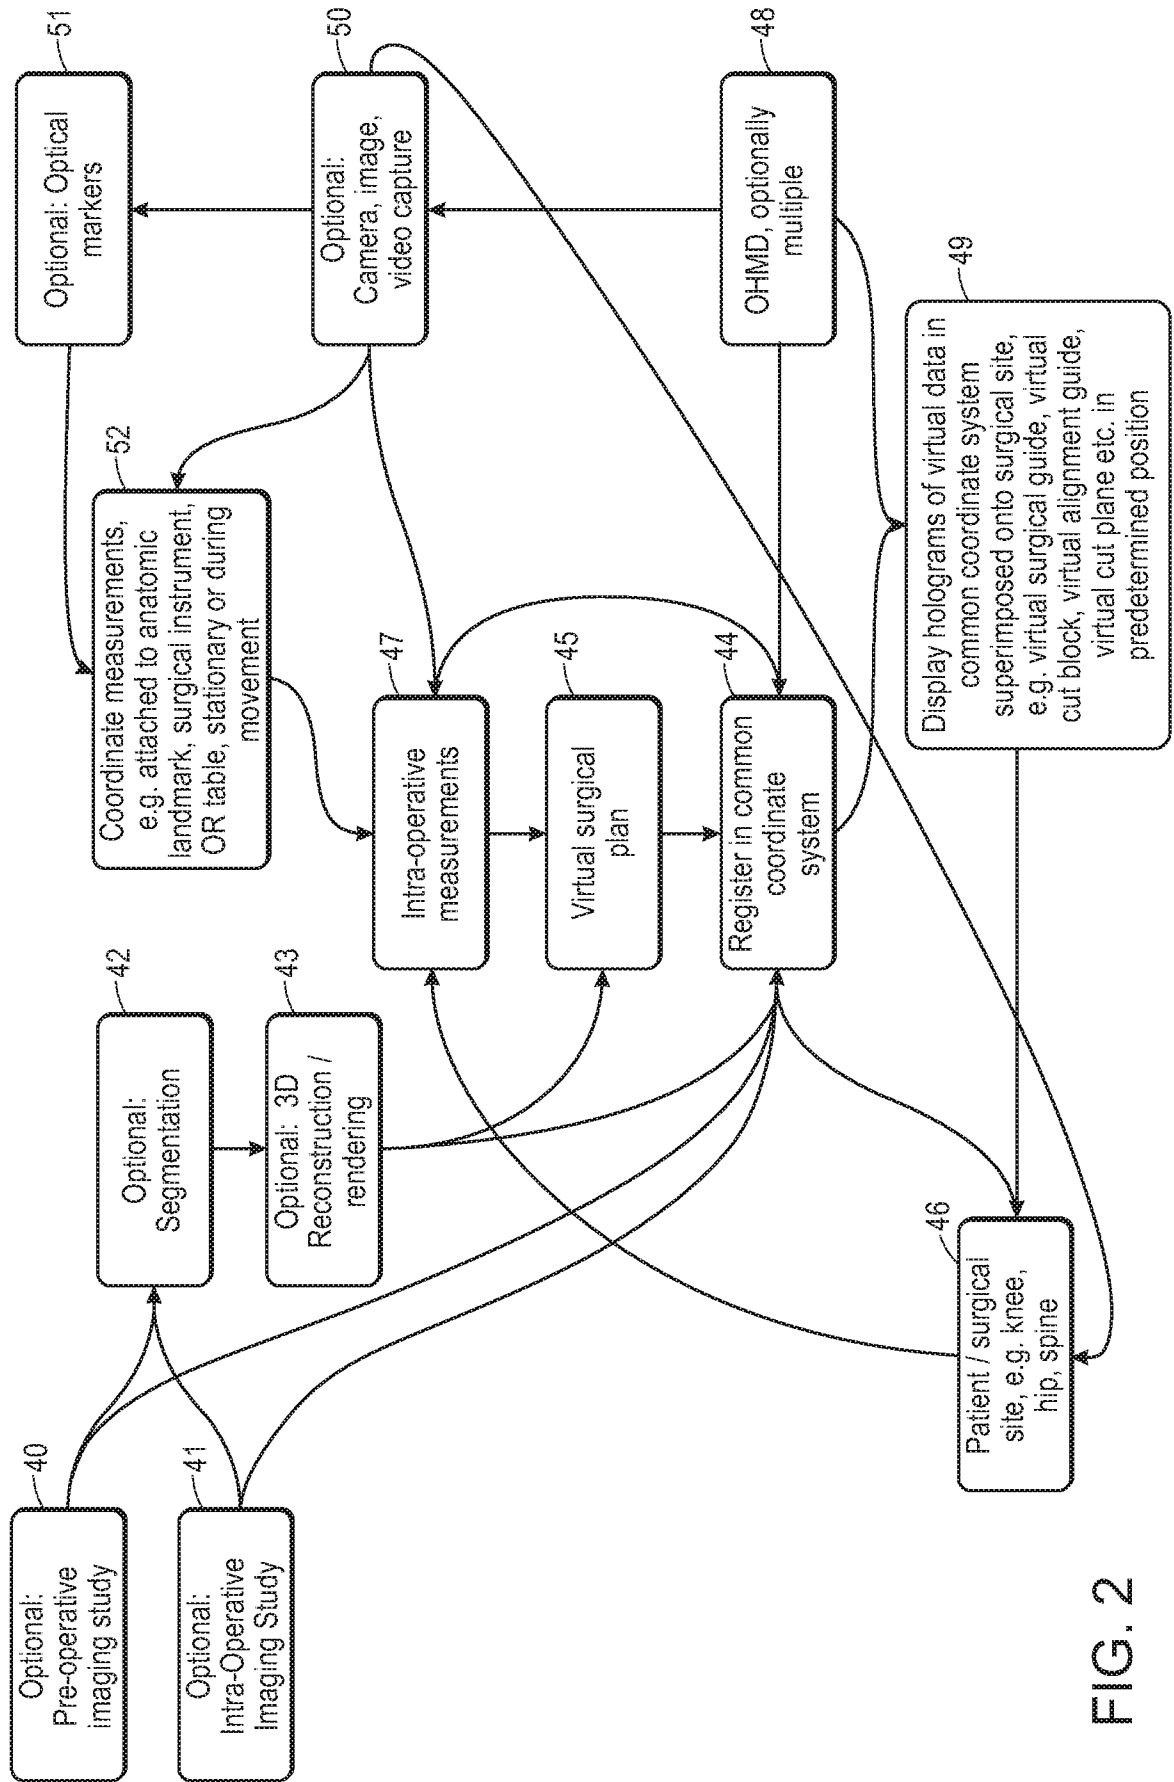 40
Optional:
Pre-operative
imaging study
41
Optional:
Intra-Operative
Imaging Study
42
Optional:
Segmentation
43
Optional: 3D
Reconstruction /
rendering
52
Coordinate measurements,
e.g. attached to anatomic
landmark, surgical instrument,
OR table, stationary or during
movement
51
Optional: Optical
markers
50
Optional:
Camera, image,
video capture
47
Intra-operative
measurements
45
Virtual surgical
plan
44
Register in common
coordinate
system
48
OHMD, optionally
multiple
46
Patient / surgical
site, e.g. knee,
hip, spine
49
Display holograms of virtual data in
common coordinate system
superimposed onto surgical site,
e.g. virtual surgical guide, virtual
cut block, virtual alignment guide,
virtual cut plane etc. in
predetermined position
FIG. 2